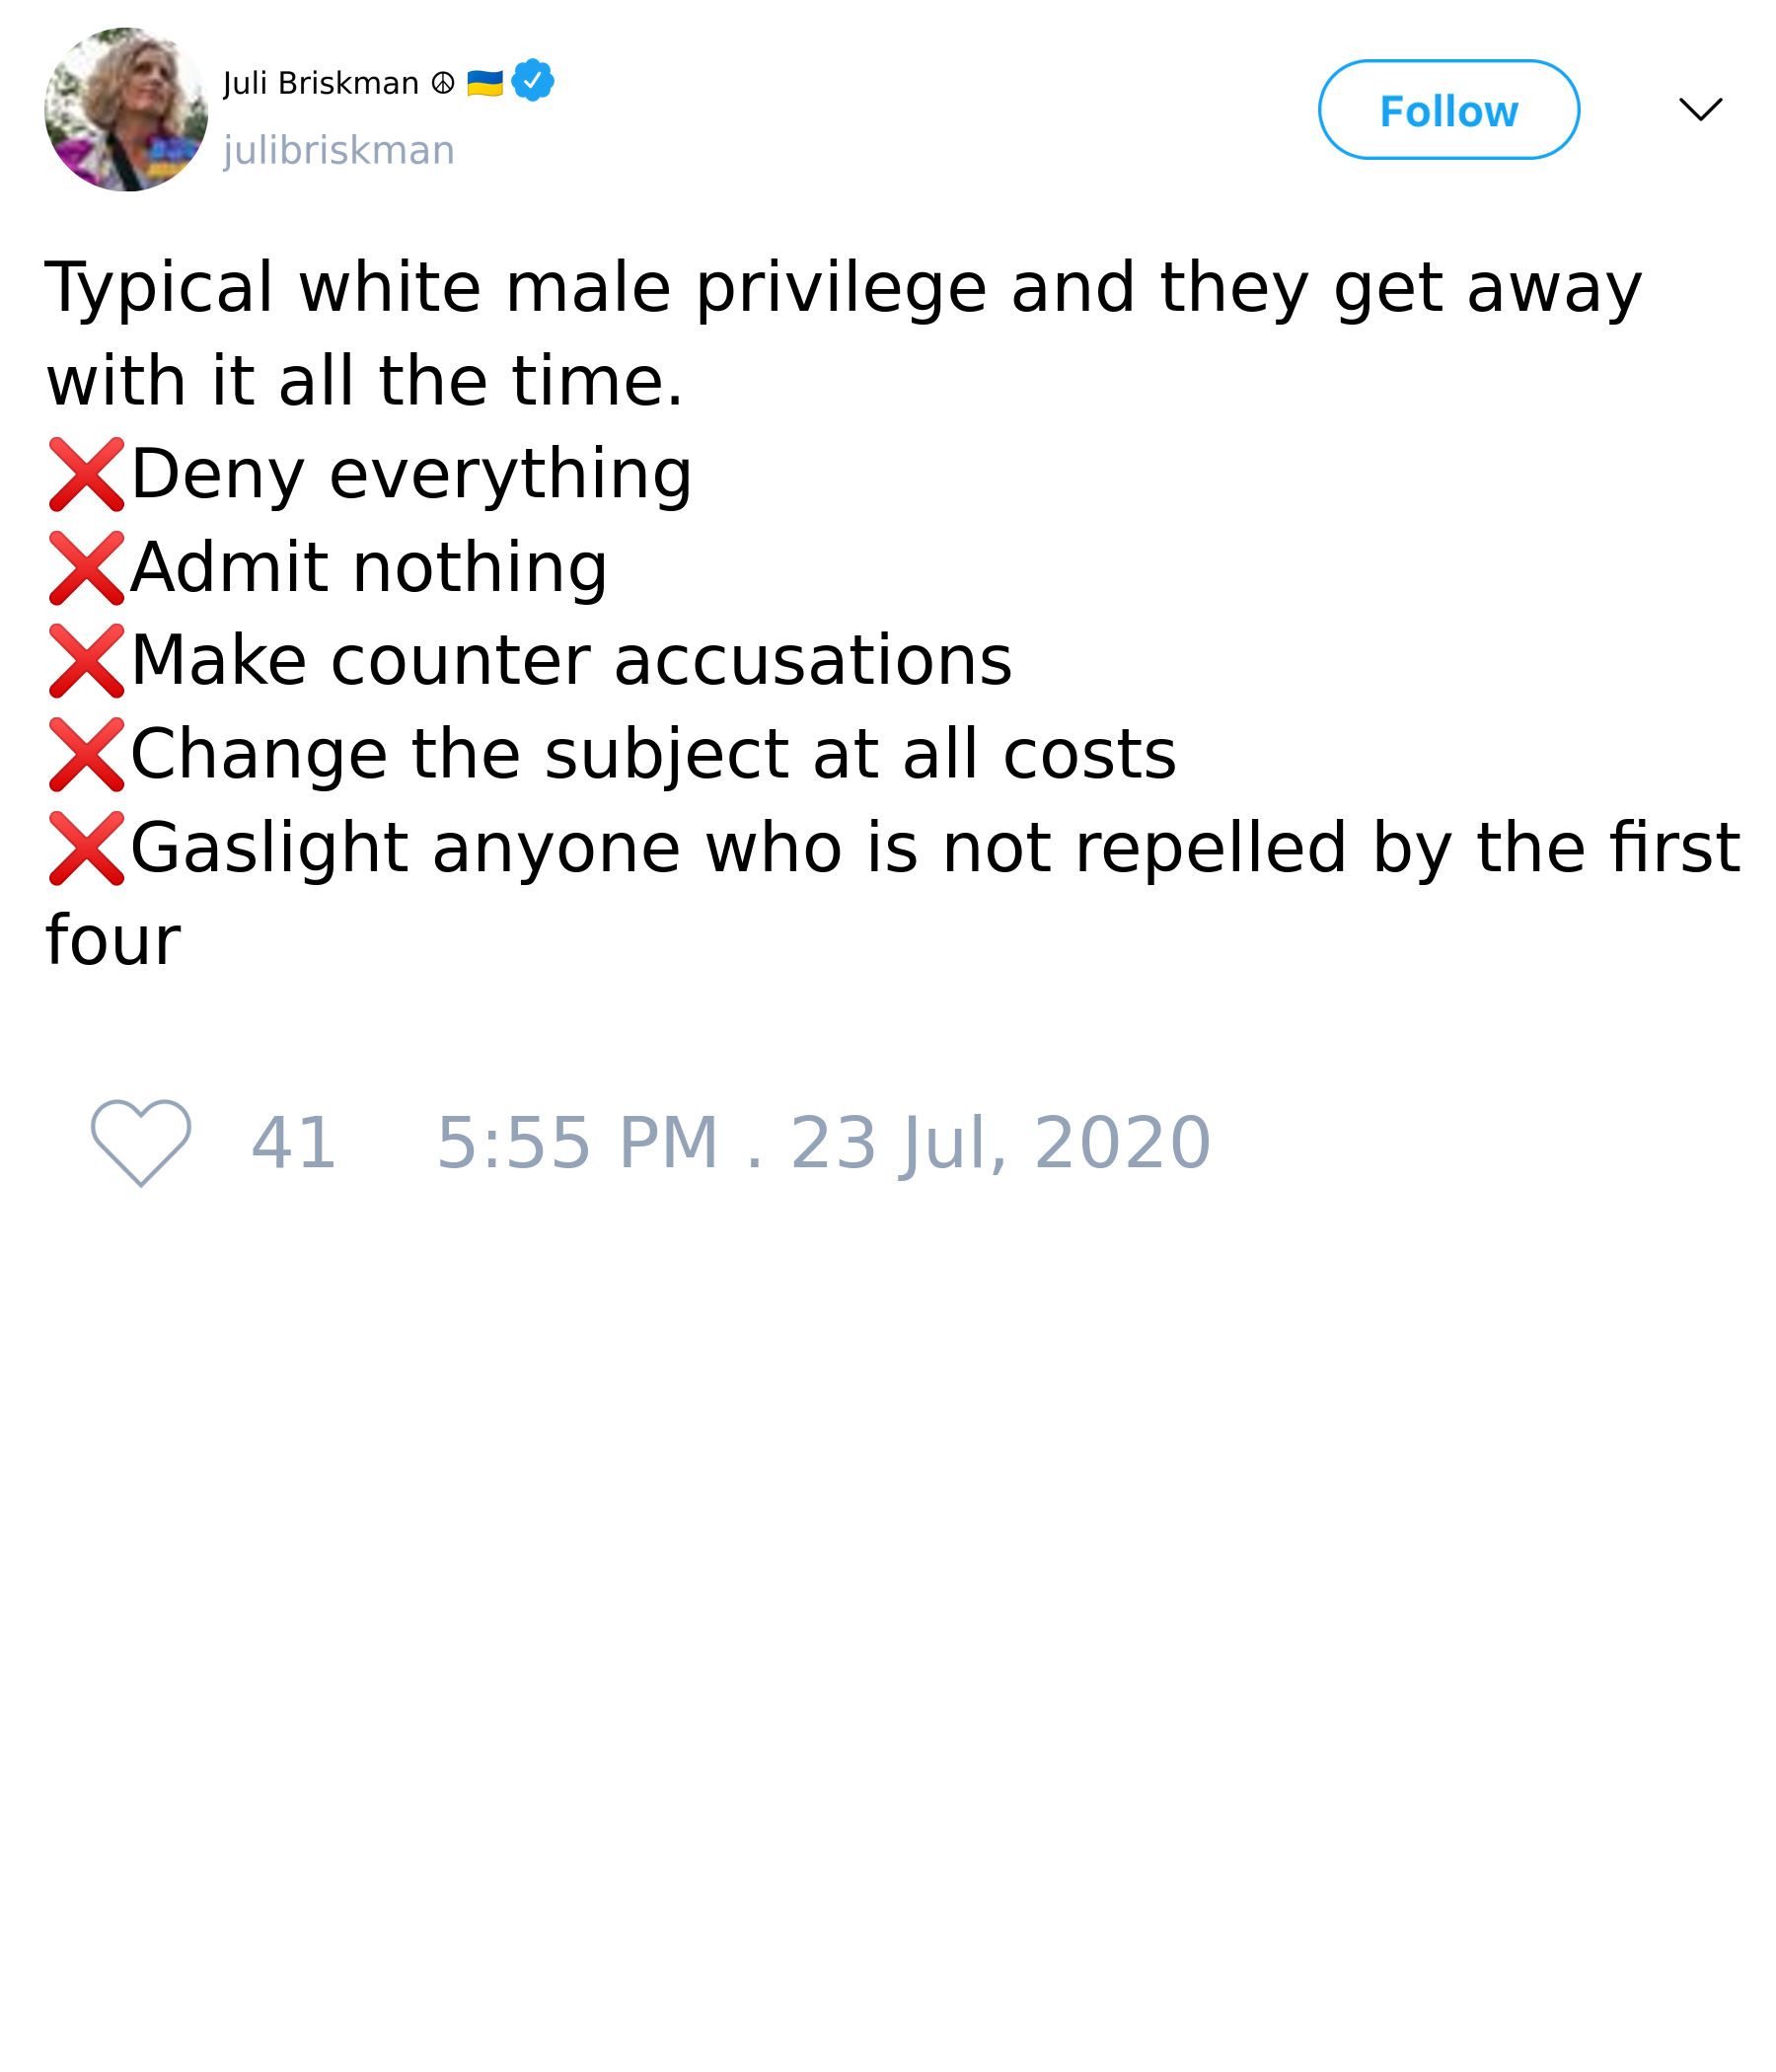 Juli Briskman ☮ 🇺🇦
julibriskman
Follow
Typical white male privilege and they get away
with it all the time.
❌Deny everything
❌Admit nothing
❌Make counter accusations
❌Change the subject at all costs
❌Gaslight anyone who is not repelled by the first
four
41 5:55 PM . 23 Jul, 2020